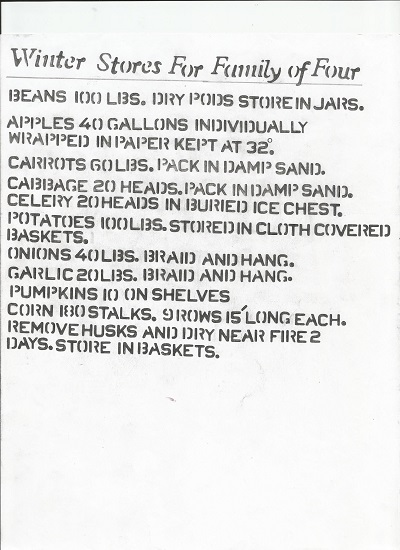 Winter Stores For Family of Four
BEANS 100 LBS. DRY PODS STORE IN JARS.
APPLES 40 GALLONS INDIVIDUALLY
WRAPPED IN PAPER KEPT AT 32°.
CARROTS 60 LBS. PACK IN DAMP SAND.
CABBAGE 20 HEADS. PACK IN DAMP SAND.
CELERY 20 HEADS IN BURIED ICE CHEST.
POTATOES 100 LBS. STORED IN CLOTH COVERED
BASKETS.
ONIONS 40 LBS. BRAID AND HANG.
GARLIC 20 LBS. BRAID AND HANG.
PUMPKINS 10 ON SHELVES
CORN 180 STALKS. 9 ROWS 15' LONG EACH.
REMOVE HUSKS AND DRY NEAR FIRE 2
DAYS. STORE IN BASKETS.